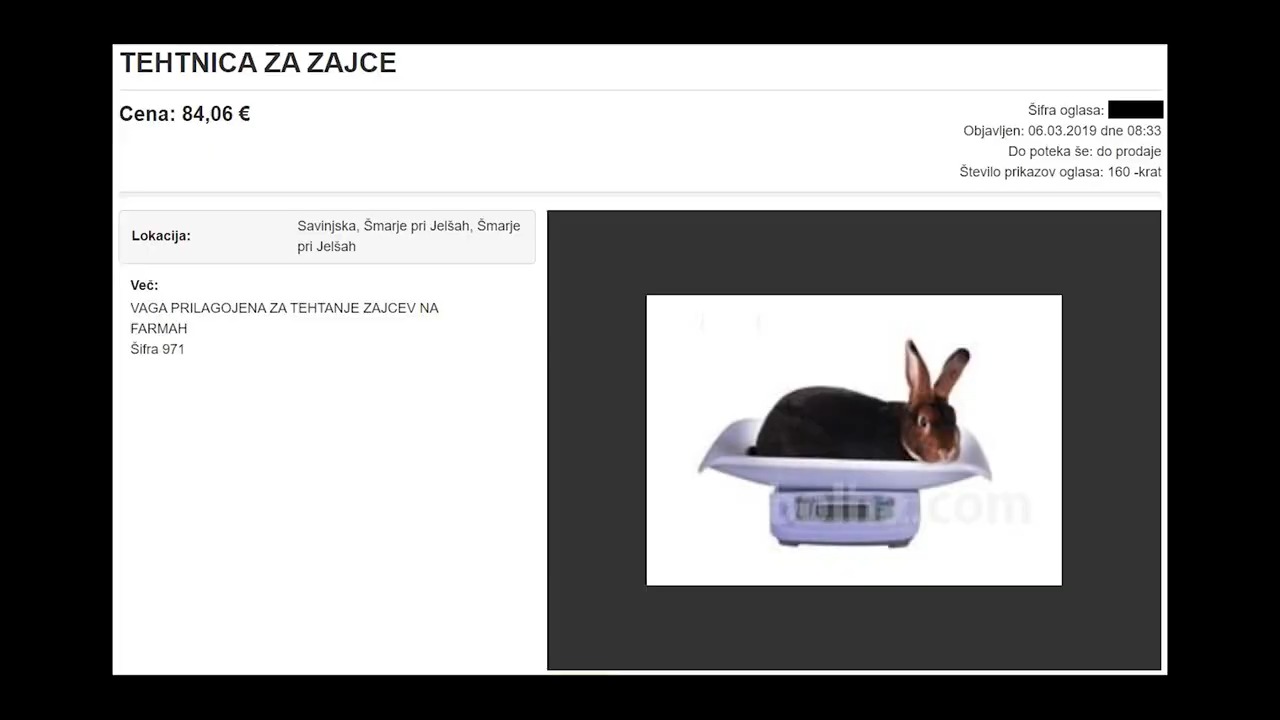 TEHTNICA ZA ZAJCE
Cena: 84,06 €
Šifra oglasa:
Objavljen: 06.03.2019 dne 08:33
Do poteka še: do prodaje
Število prikazov oglasa: 160 -krat
Lokacija:
Savinjska, Šmarje pri Jelšah, Šmarje
pri Jelšah
Več:
VAGA PRILAGOJENA ZA TEHTANJE ZAJCEV NA
FARMAH
Šifra 971
.com